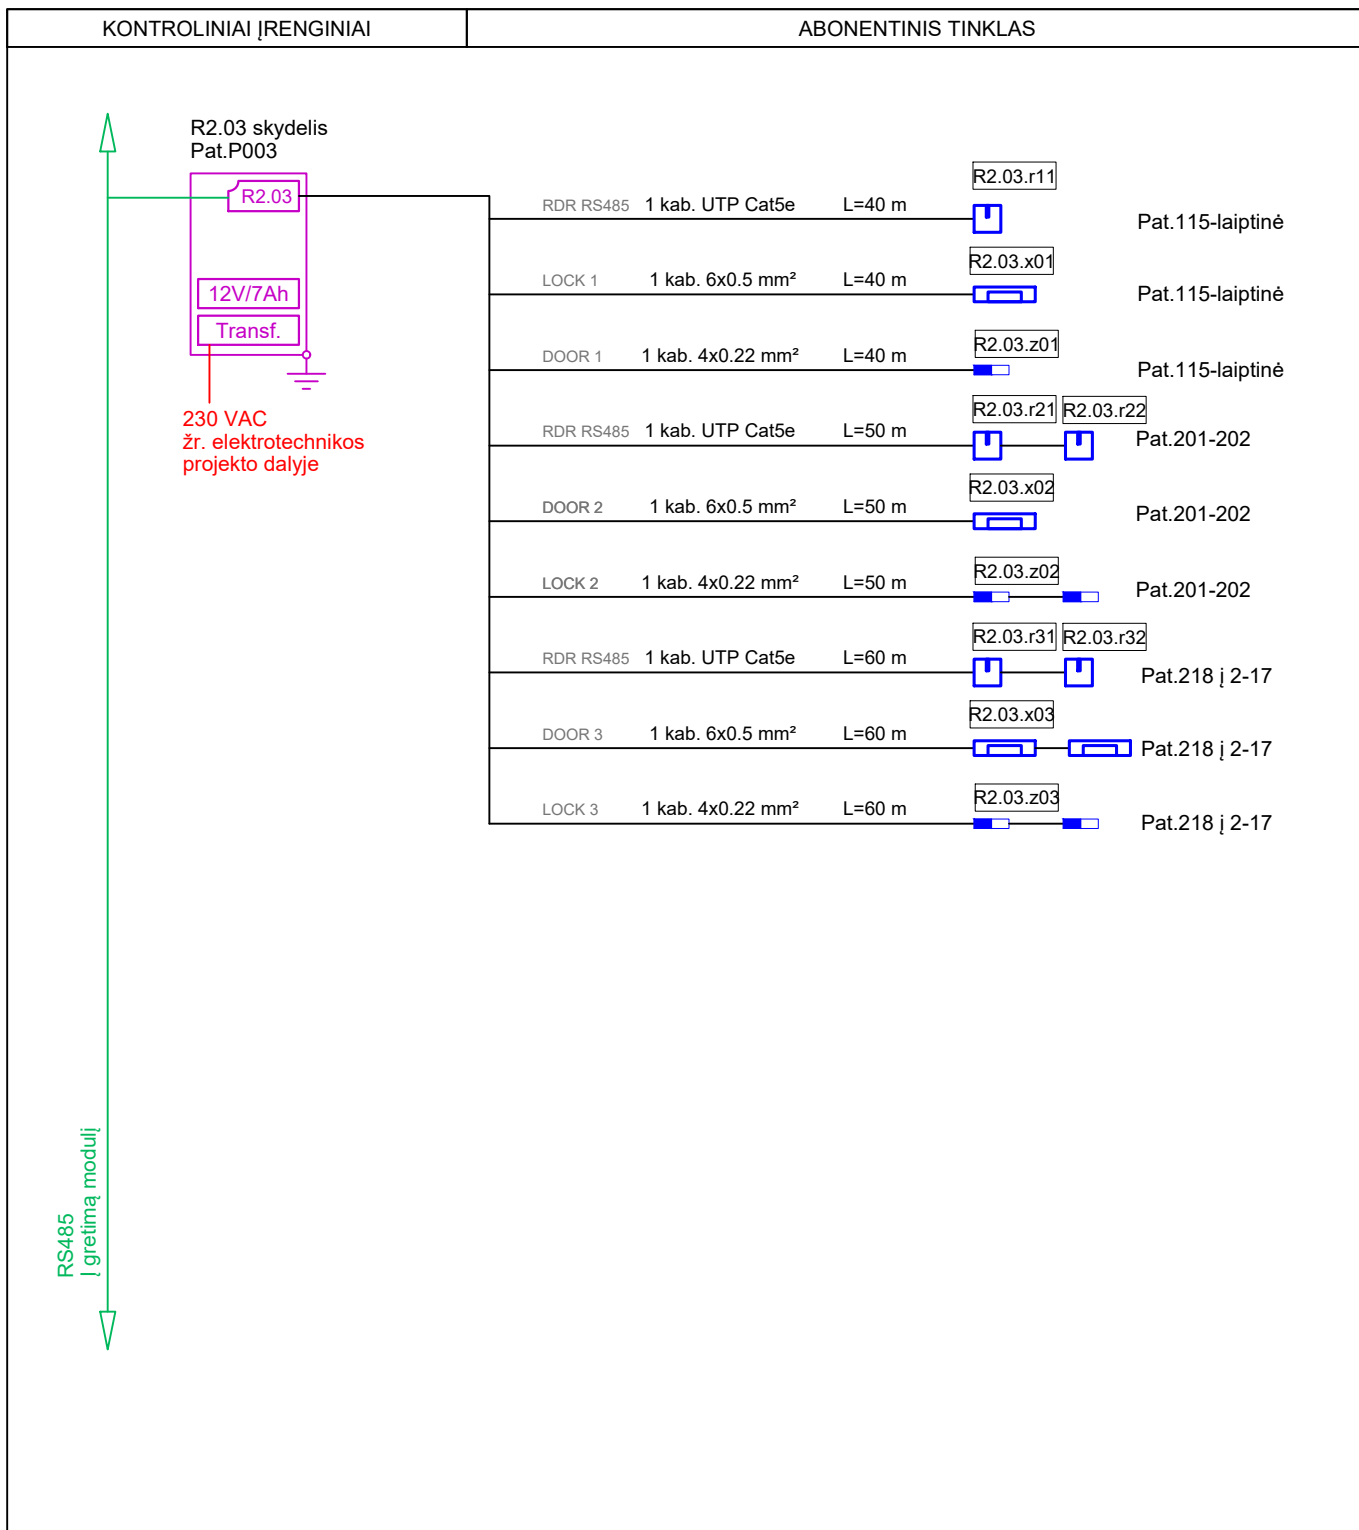 KONTROLINIAI ĮRENGINIAI
ABONENTINIS TINKLAS
R2.03 skydelis
Pat.P003
R2.03
12V/7Ah
Transf.
230 VAC
žr. elektrotechnikos
projekto dalyje
RS485
Į gretimą modulį
R2.03.r11
RDR RS485 1 kab. UTP Cat5e L=40 m Pat.115-laiptinė
R2.03.x01
LOCK 1 1 kab. 6x0.5 mm² L=40 m Pat.115-laiptinė
R2.03.z01
DOOR 1 1 kab. 4x0.22 mm² L=40 m Pat.115-laiptinė
R2.03.r21 R2.03.r22
RDR RS485 1 kab. UTP Cat5e L=50 m Pat.201-202
R2.03.x02
DOOR 2 1 kab. 6x0.5 mm² L=50 m Pat.201-202
R2.03.z02
LOCK 2 1 kab. 4x0.22 mm² L=50 m Pat.201-202
R2.03.r31 R2.03.r32
RDR RS485 1 kab. UTP Cat5e L=60 m Pat.218 į 2-17
R2.03.x03
DOOR 3 1 kab. 6x0.5 mm² L=60 m Pat.218 į 2-17
R2.03.z03
LOCK 3 1 kab. 4x0.22 mm² L=60 m Pat.218 į 2-17